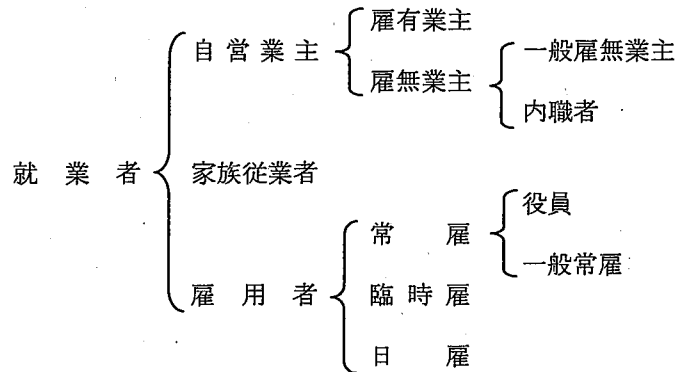 雇有業主
自営業主
一般雇無業主
雇無業主
内職者
就業者
家族従業者
役員
常雇
一般常雇
雇用者
臨時雇
日雇